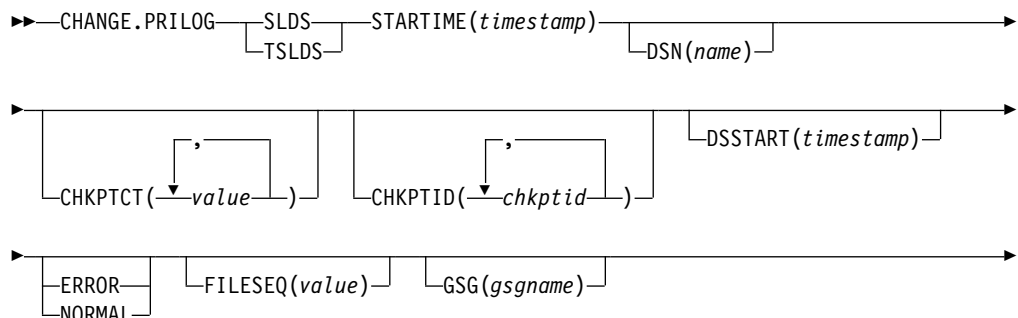 CHANGE.PRILOG SLDS STARTIME(timestamp)
TSLDS DSN(name)
, ,
DSSTART(timestamp)
CHKPTCT( value ) CHKPTID( chkptid )
ERROR FILESEQ(value) GSG(gsgname)
NORMAL